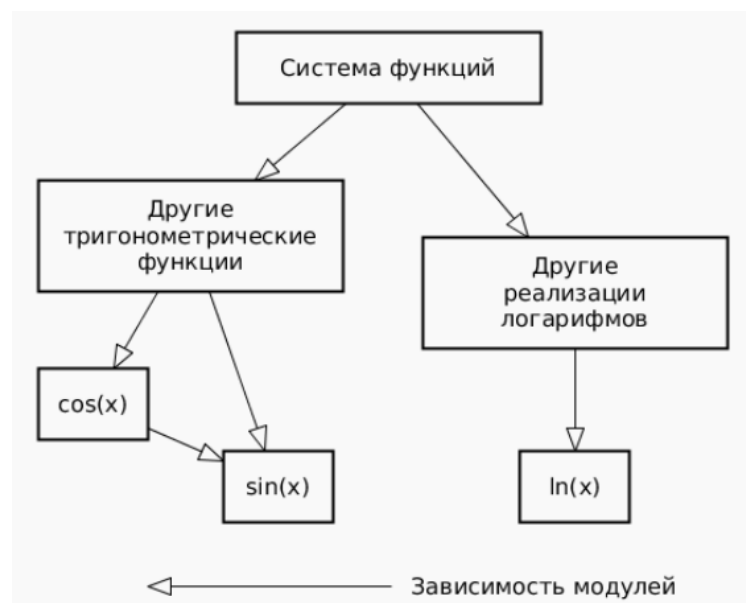 Система функций
Другие
тригонометрические
функции
Другие
реализации
логарифмов
cos(x)
sin(x)
ln(x)
Зависимость модулей